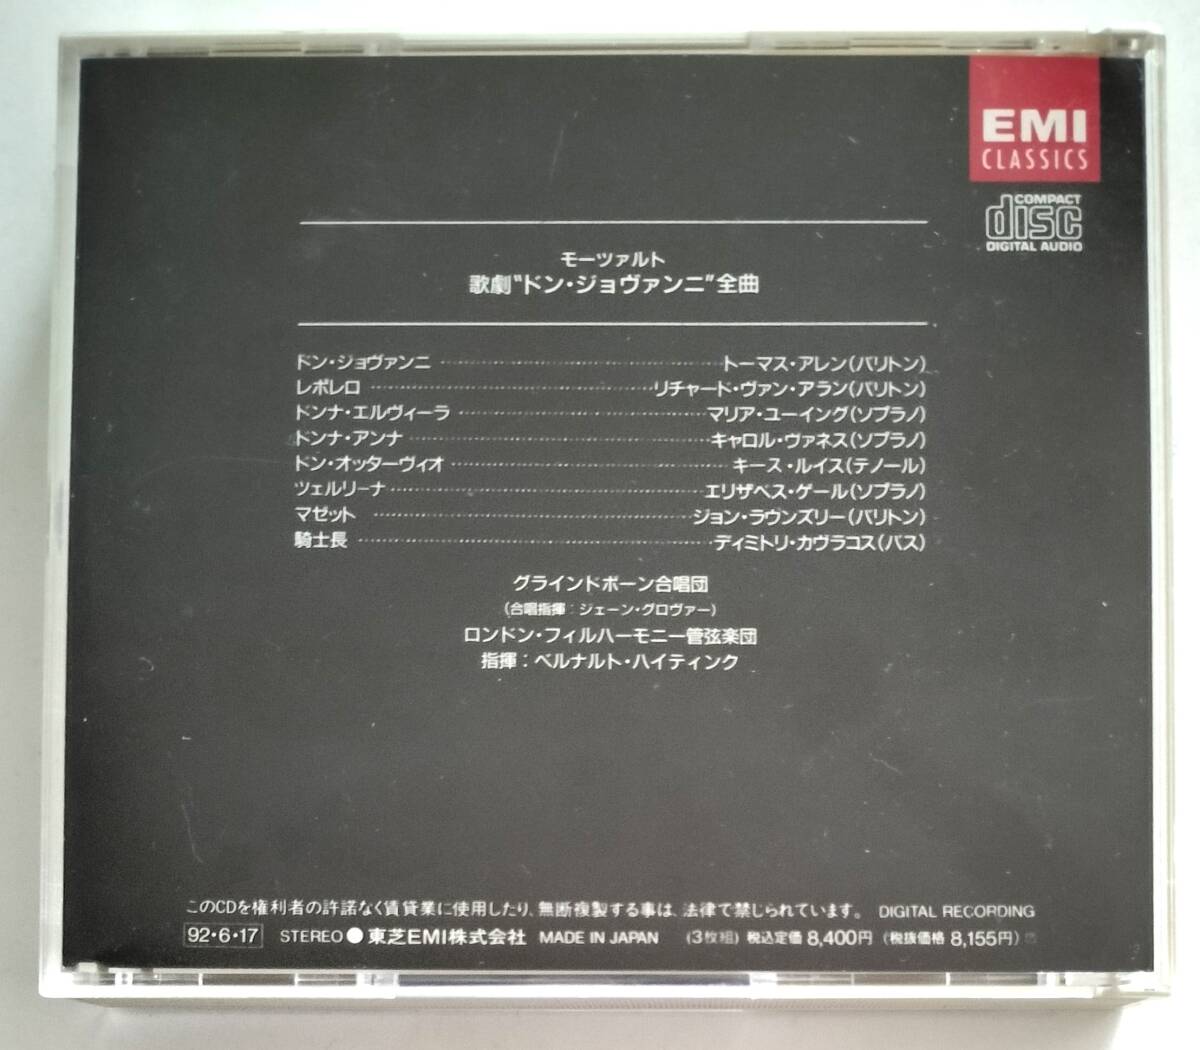 EMI
CLASSICS
COMPACT
disc
DIGITAL AUDIO
モーツァルト
歌劇"ドン・ジョヴァンニ"全曲
ドン・ジョヴァンニ トーマス・アレン(バリトン)
レポレロ リチャード・ヴァン・アラン(バリトン)
ドンナ・エルヴィーラ マリア・ユーイング(ソプラノ)
ドンナ・アンナ キャロル・ヴァネス(ソプラノ)
ドン・オッターヴィオ キース・ルイス(テノール)
ツェルリーナ エリザベス・ゲール(ソプラノ)
マゼット ジョン・ラウンズリー(バリトン)
騎士長 ディミトリ・カヴラコス(バス)
グラインドボーン合唱団
(合唱指揮:ジェーン・グロヴァー)
ロンドン・フィルハーモニー管弦楽団
指揮:ベルナルト・ハイティンク
このCDを権利者の許諾なく賃貸業に使用したり、無断複製する事は、法律で禁じられています。 DIGITAL RECORDING
92・6・17 STEREO ● 東芝EMI株式会社 MADE IN JAPAN (3枚組) 税込定価 8,400円 (税抜価格 8,155円)